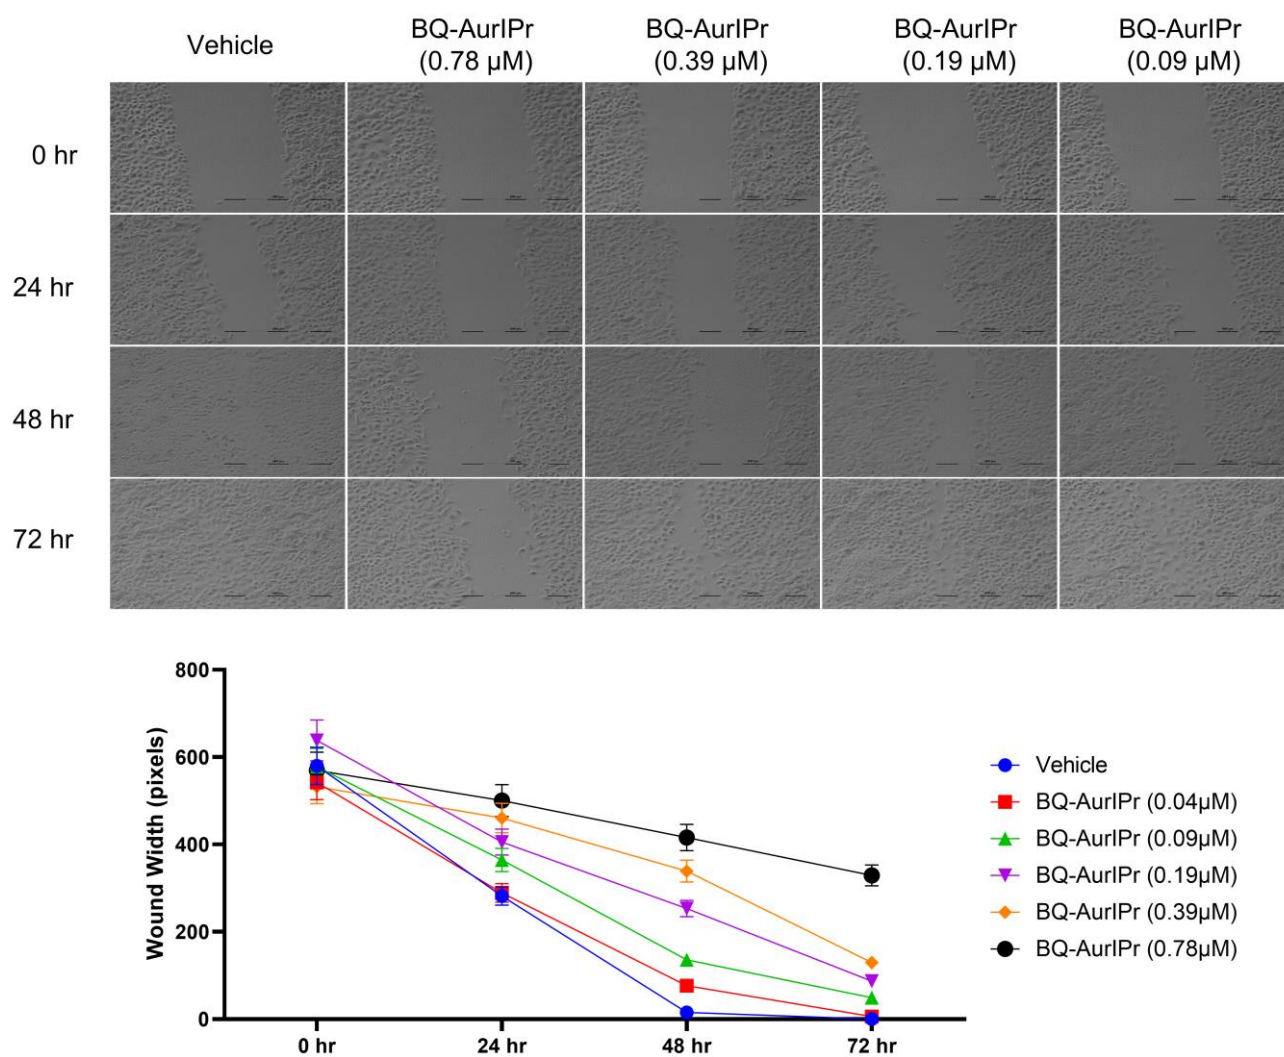 Vehicle
BQ-AurIPr
(0.78 µM)
BQ-AurIPr
(0.39 µM)
BQ-AurIPr
(0.19 µM)
BQ-AurIPr
(0.09 µM)
0 hr
24 hr
48 hr
72 hr
Wound Width (pixels)
800
600
400
200
0
0 hr
24 hr
48 hr
72 hr
Vehicle
BQ-AurIPr (0.04µM)
BQ-AurIPr (0.09µM)
BQ-AurIPr (0.19µM)
BQ-AurIPr (0.39µM)
BQ-AurIPr (0.78µM)